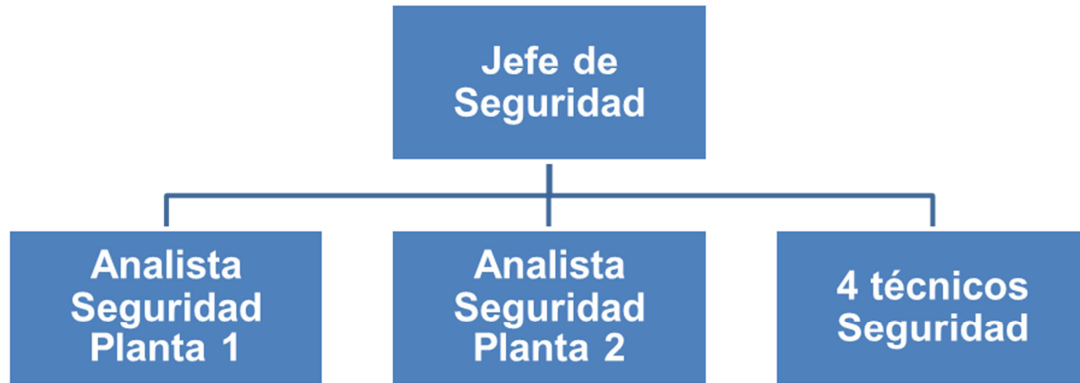 Jefe de
Seguridad
Analista
Seguridad
Planta 1
Analista
Seguridad
Planta 2
4 técnicos
Seguridad